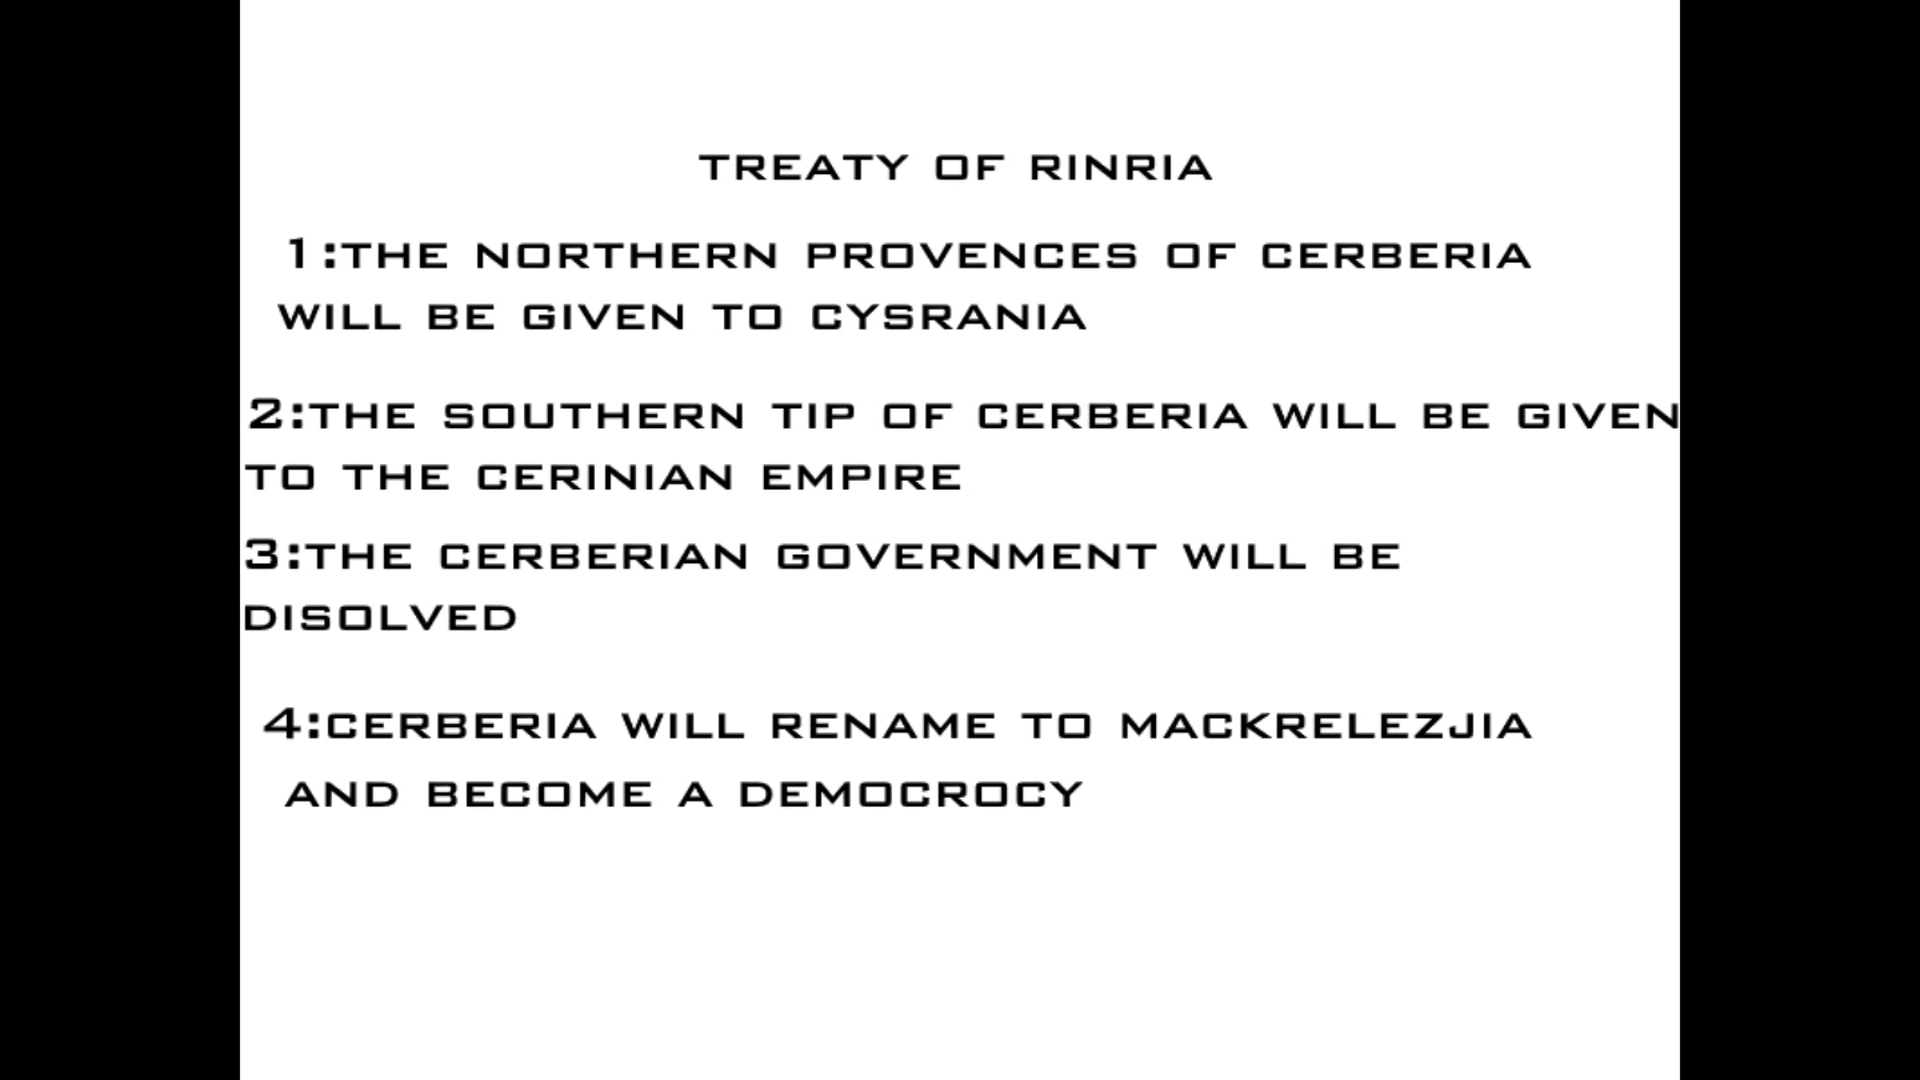 TREATY OF RINRIA
1:THE NORTHERN PROVENCES OF CERBERIA
WILL BE GIVEN TO CYSRANIA
2:THE SOUTHERN TIP OF CERBERIA WILL BE GIVEN
TO THE CERINIAN EMPIRE
3:THE CERBERIAN GOVERNMENT WILL BE
DISOLVED
4:CERBERIA WILL RENAME TO MACKRELEZJIA
AND BECOME A DEMOCROCY